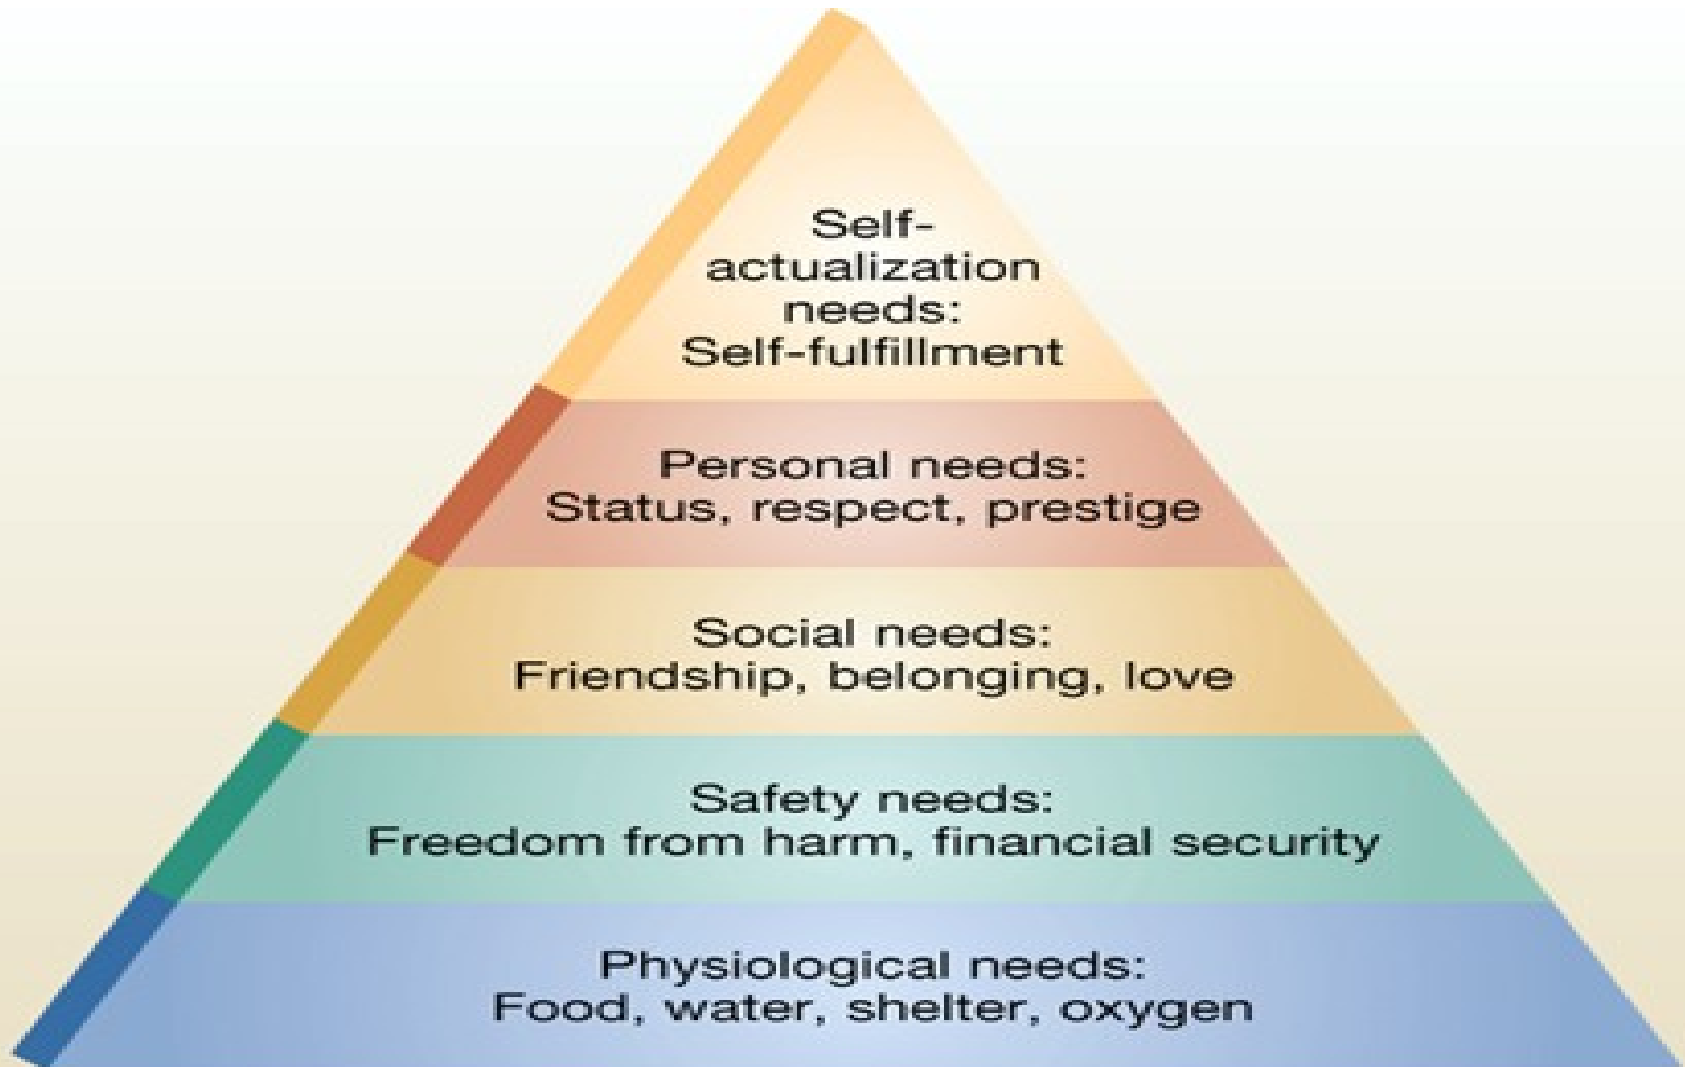 Self-
actualization
needs:
Self-fulfillment
Personal needs:
Status, respect, prestige
Social needs:
Friendship, belonging, love
Safety needs:
Freedom from harm, financial security
Physiological needs:
Food, water, shelter, oxygen